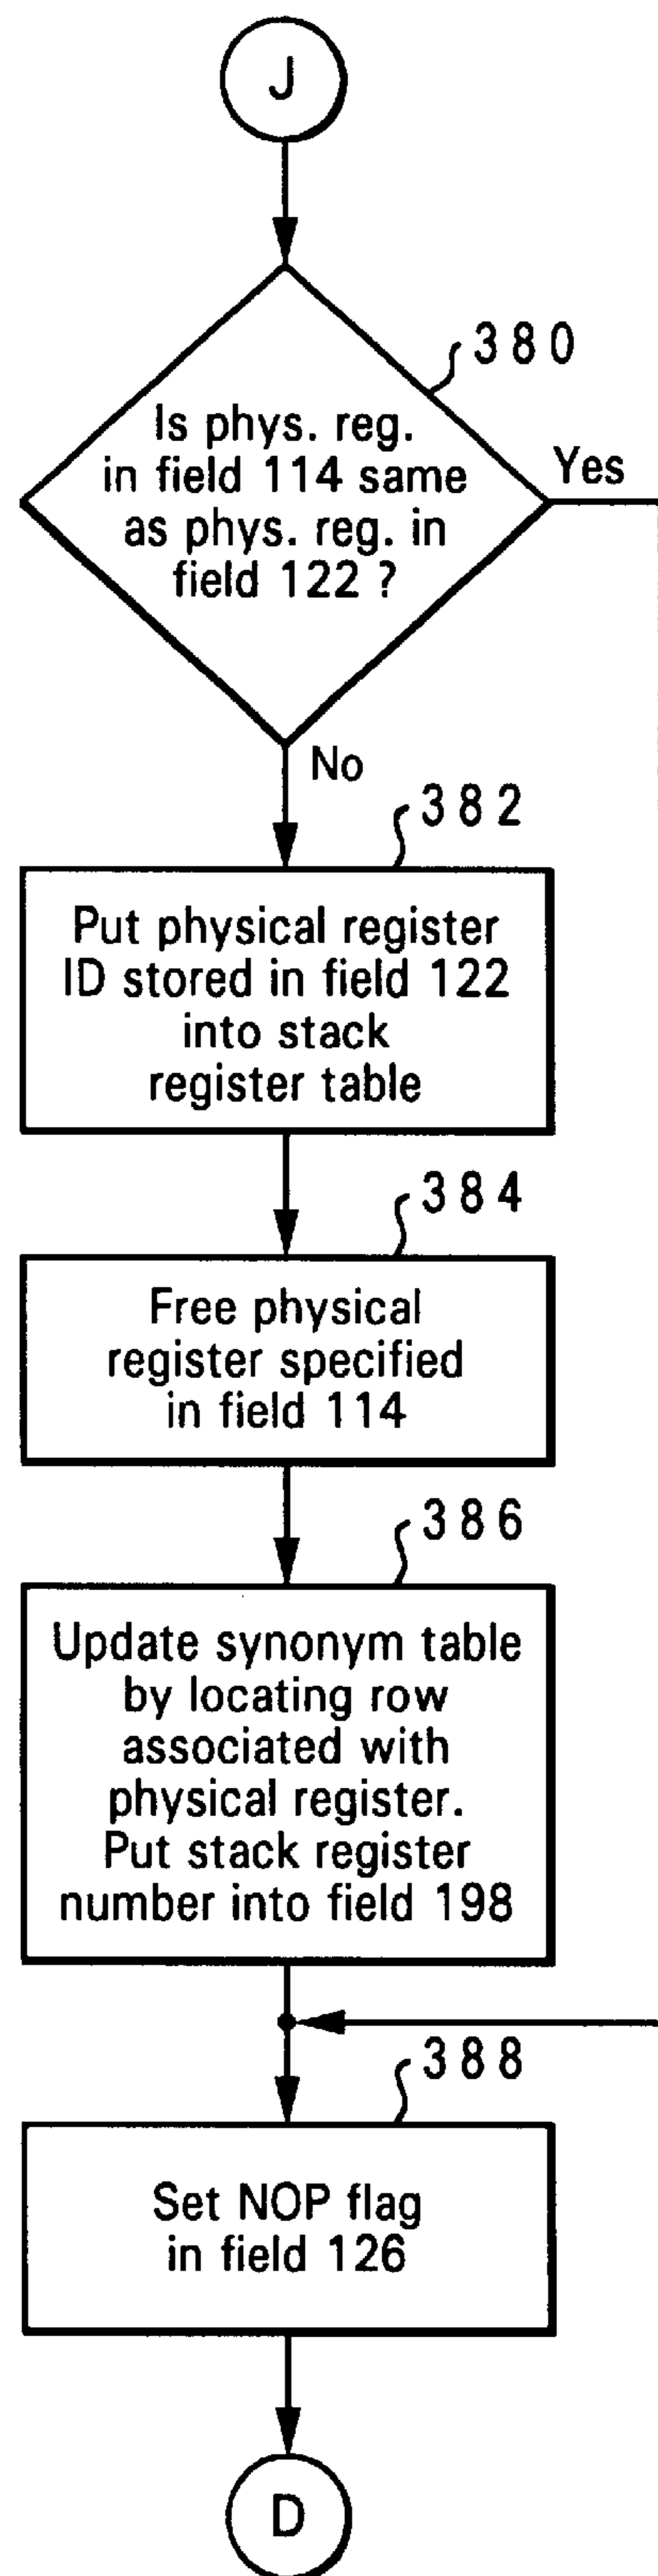 J
380
Is phys. reg.
in field 114 same
as phys. reg. in
field 122 ?
Yes
No
382
Put physical register
ID stored in field 122
into stack
register table
384
Free physical
register specified
in field 114
386
Update synonym table
by locating row
associated with
physical register.
Put stack register
number into field 198
388
Set NOP flag
in field 126
D